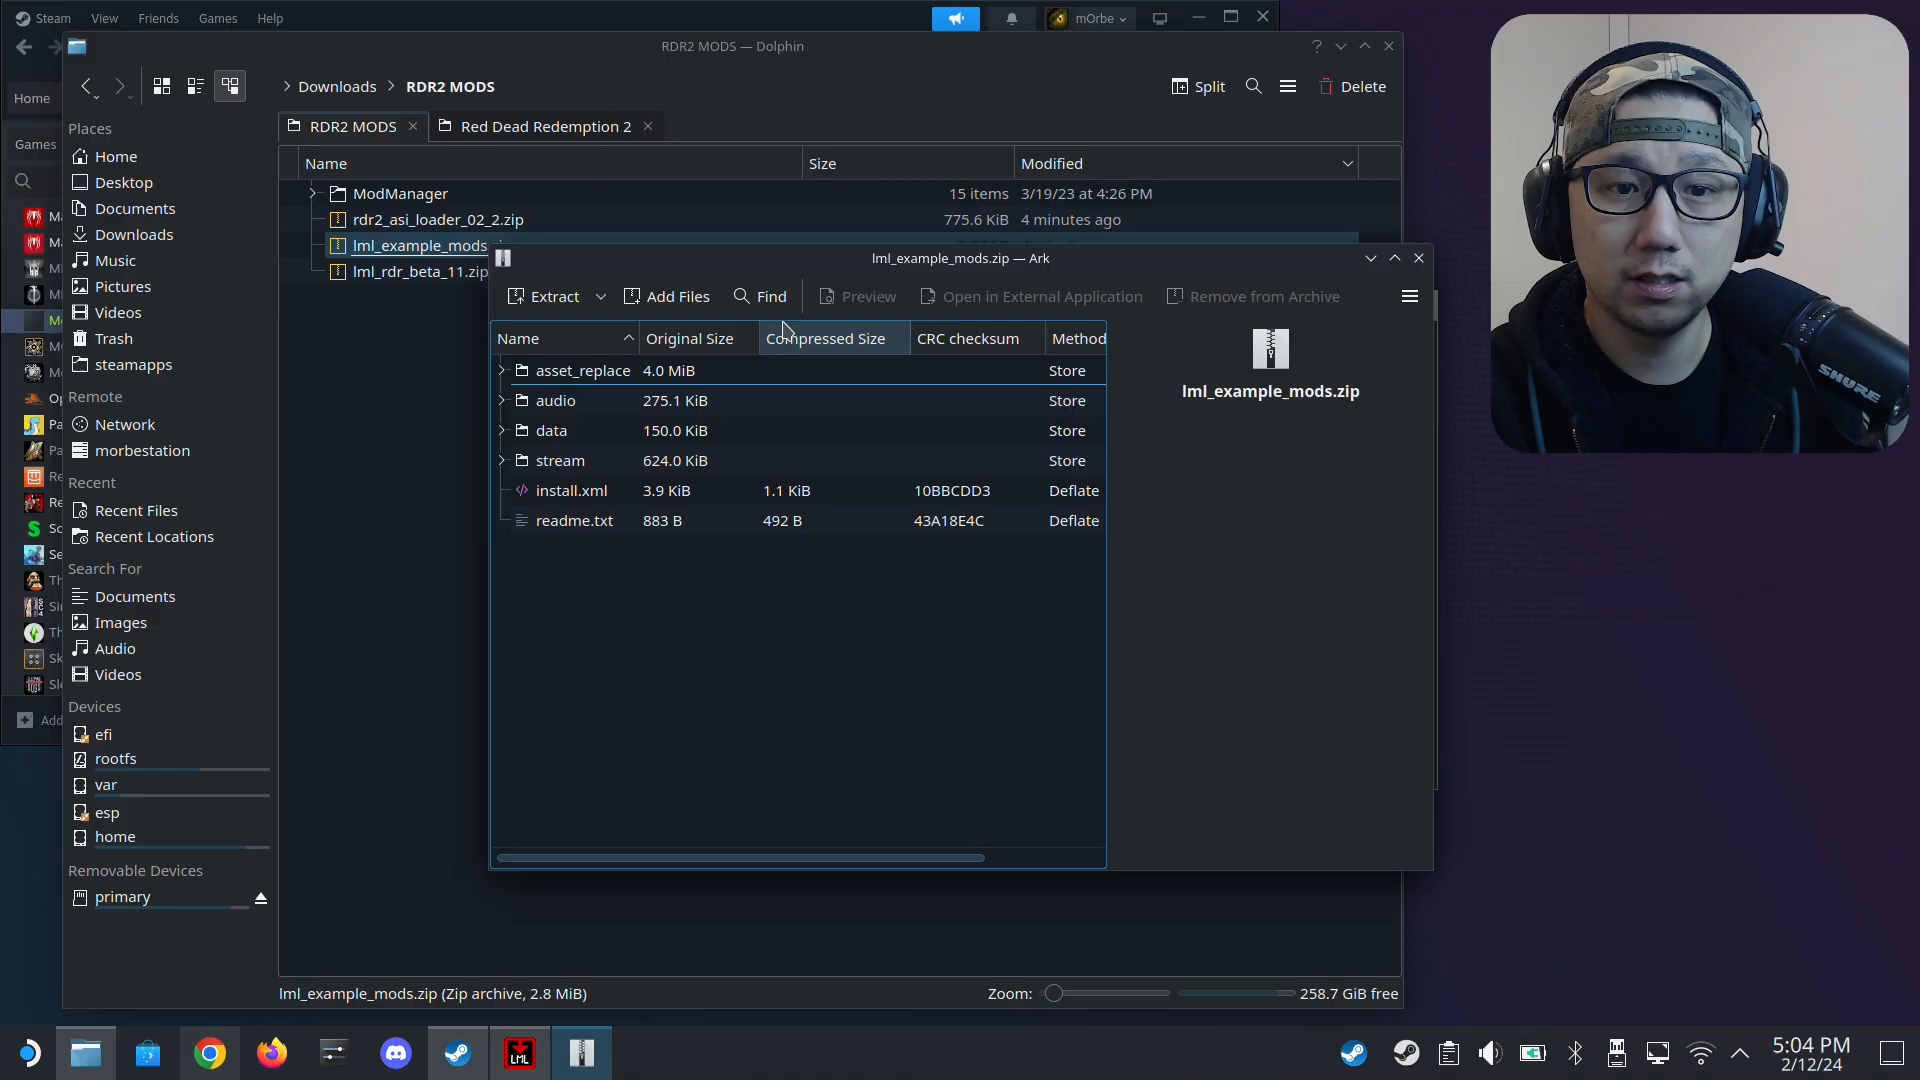 Steam View Friends Games Help
mOrbe
RDR2 MODS — Dolphin
Home
Games
Downloads
RDR2 MODS
Split
Delete
RDR2 MODS
Red Dead Redemption 2
Places
Home
Desktop
Documents
Downloads
Music
Pictures
Videos
Trash
steamapps
Remote
Network
morbestation
Recent
Recent Files
Recent Locations
Search For
Documents
Images
Audio
Videos
Devices
efi
rootfs
var
esp
home
Removable Devices
primary
Name Size Modified
ModManager 15 items 3/19/23 at 4:26 PM
rdr2_asi_loader_02_2.zip 775.6 KiB 4 minutes ago
lml_example_mods
lml_rdr_beta_11.zip
lml_example_mods.zip — Ark
Extract
Add Files
Find
Preview
Open in External Application
Remove from Archive
Name Original Size Compressed Size CRC checksum Method
asset_replace 4.0 MiB Store
audio 275.1 KiB Store
data 150.0 KiB Store
stream 624.0 KiB Store
install.xml 3.9 KiB 1.1 KiB 10BBCDD3 Deflate
readme.txt 883 B 492 B 43A18E4C Deflate
lml_example_mods.zip
lml_example_mods.zip (Zip archive, 2.8 MiB)
Zoom:
258.7 GiB free
LML
5:04 PM
2/12/24
SHURE